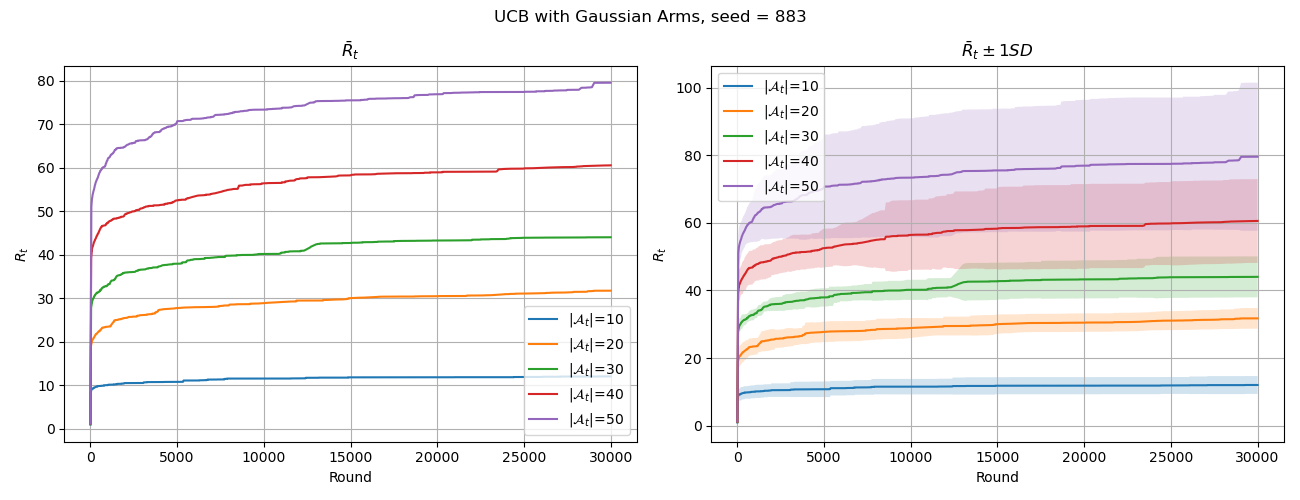 UCB with Gaussian Arms, seed = 883
R̄ₜ
Rₜ
80
70
60
50
40
30
20
10
0
|𝒜ₜ|=10
|𝒜ₜ|=20
|𝒜ₜ|=30
|𝒜ₜ|=40
|𝒜ₜ|=50
0 5000 10000 15000 20000 25000 30000
Round
R̄ₜ ± 1SD
Rₜ
100
80
60
40
20
0
|𝒜ₜ|=10
|𝒜ₜ|=20
|𝒜ₜ|=30
|𝒜ₜ|=40
|𝒜ₜ|=50
0 5000 10000 15000 20000 25000 30000
Round